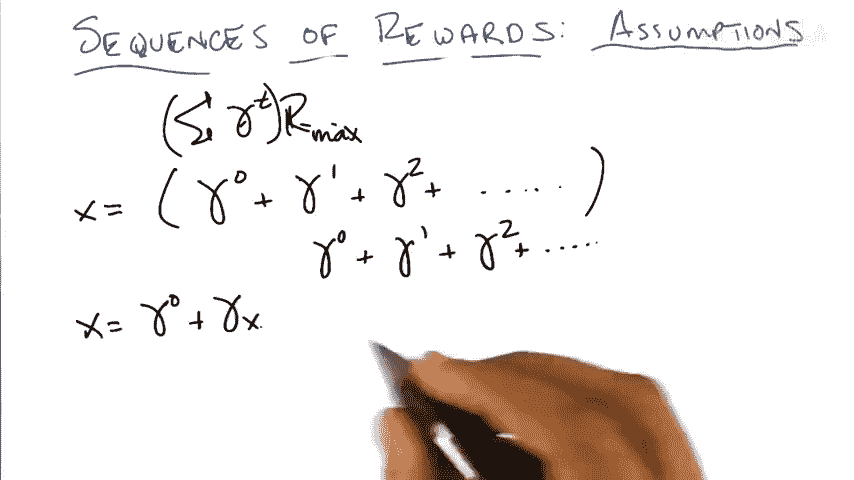 SEQUENCES OF REWARDS: ASSUMPTIONS
(∑ γ^t) R_max
x = (γ^0 + γ^1 + γ^2 + .....)
γ^0 + γ^1 + γ^2 + .....
x = γ^0 + γx